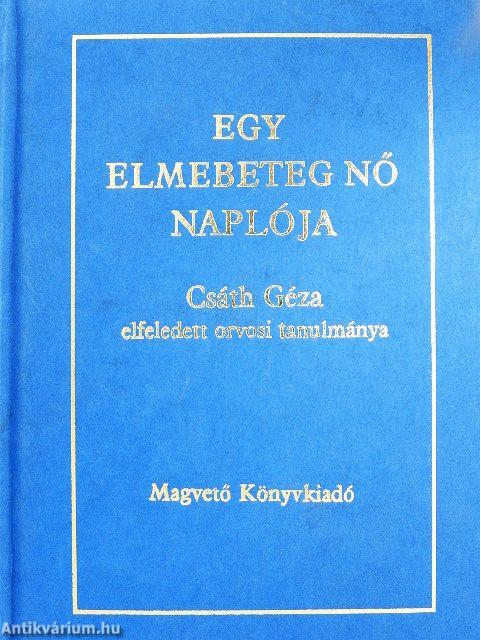 EGY
ELMEBETEG NŐ
NAPLÓJA
Csáth Géza
elfeledett orvosi tanulmánya
Magvető Könyvkiadó
Antikvárium.hu